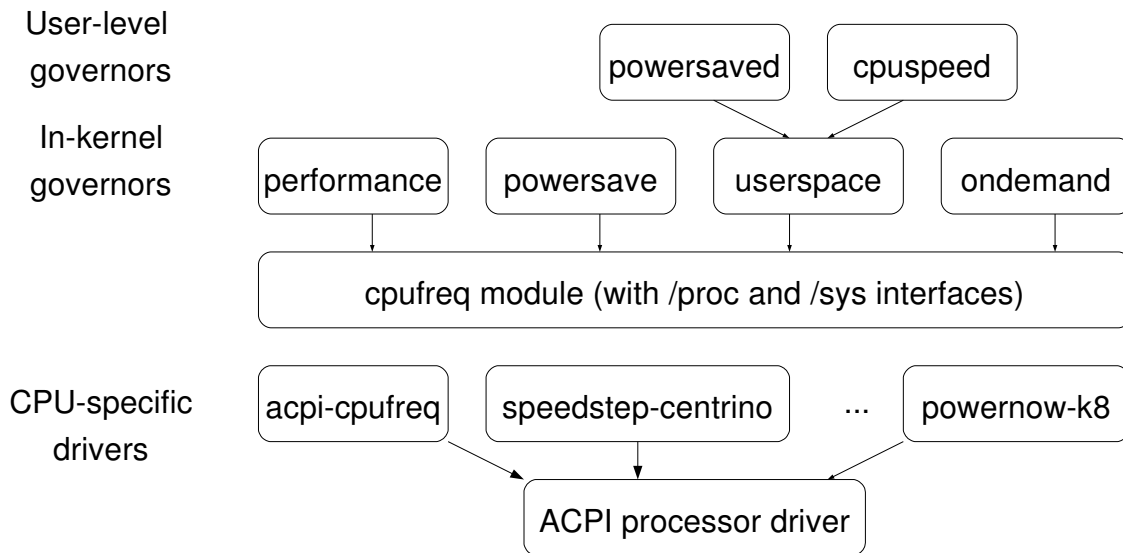 User-level
governors
powersaved
cpuspeed
In-kernel
governors
performance
powersave
userspace
ondemand
cpufreq module (with /proc and /sys interfaces)
CPU-specific
drivers
acpi-cpufreq
speedstep-centrino
...
powernow-k8
ACPI processor driver